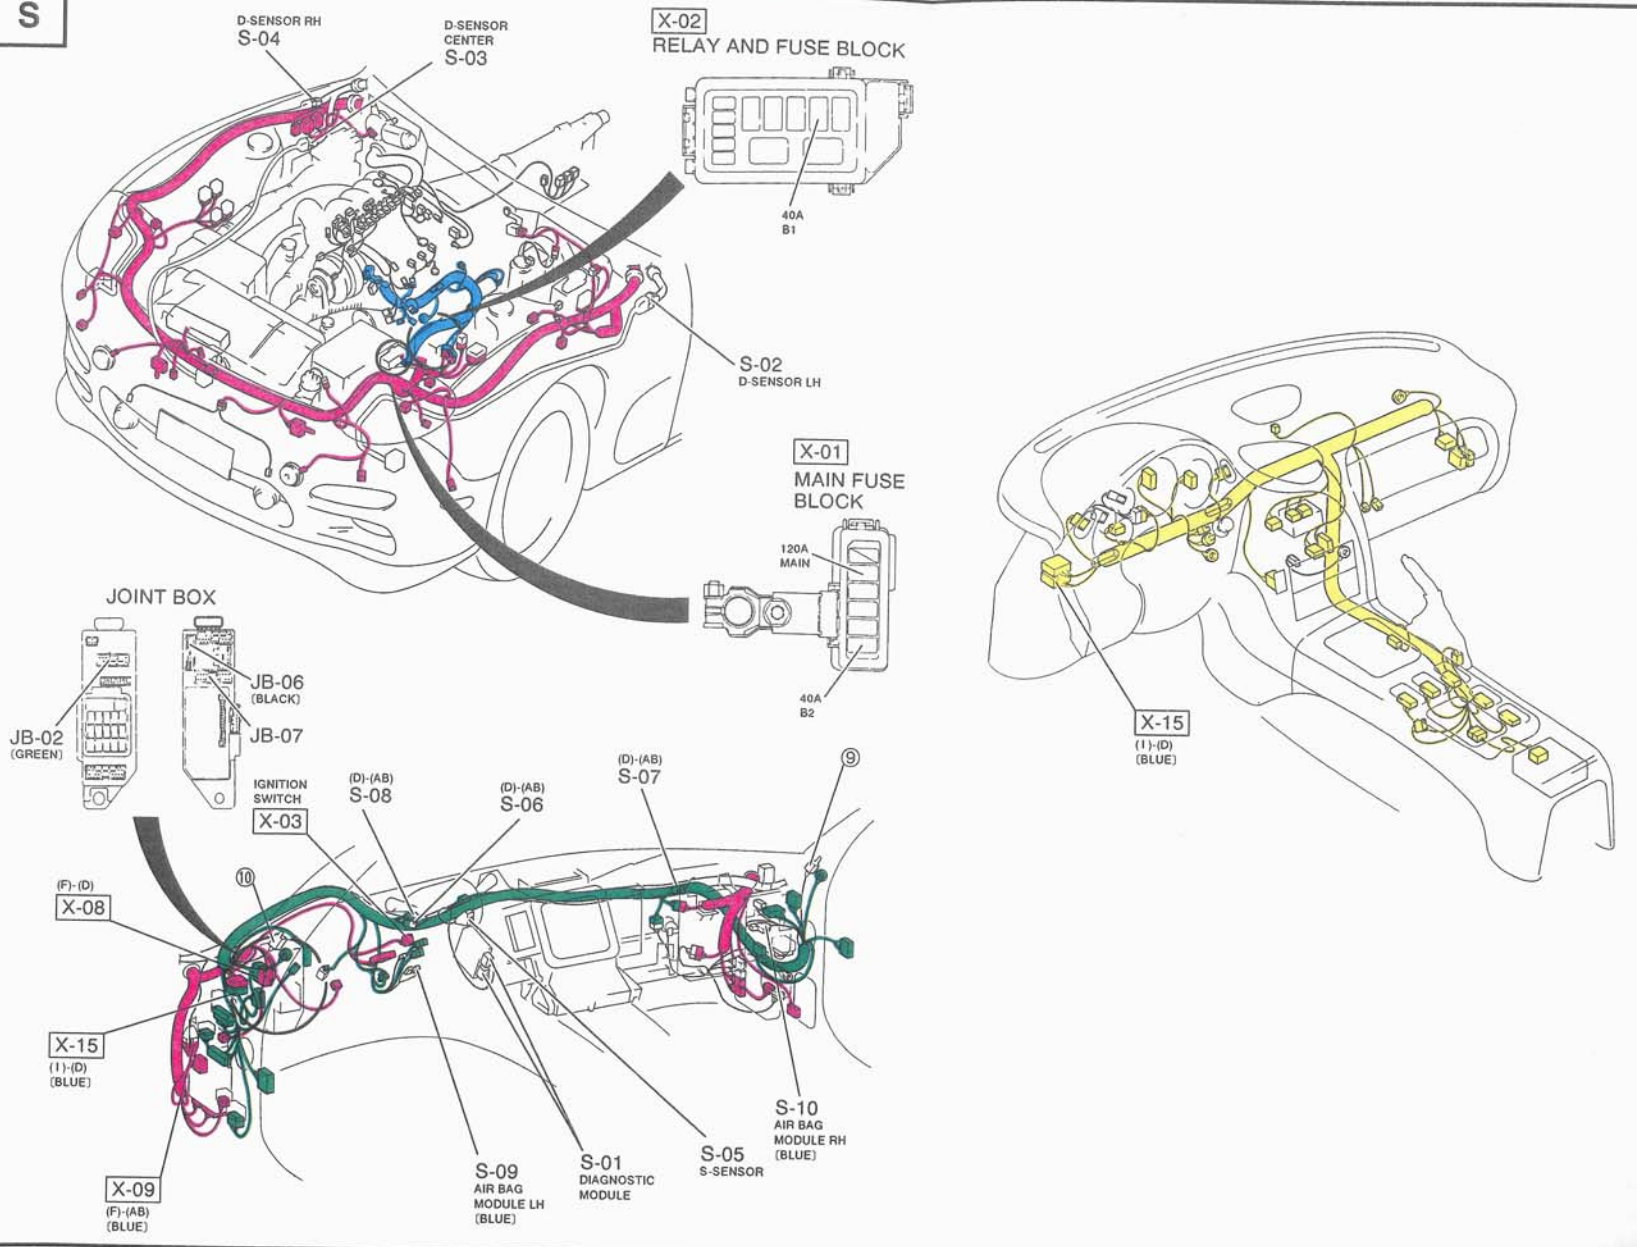 S
D-SENSOR RH
S-04
D-SENSOR
CENTER
S-03
X-02
RELAY AND FUSE BLOCK
40A
B1
S-02
D-SENSOR LH
X-01
MAIN FUSE
BLOCK
120A
MAIN
40A
B2
JOINT BOX
JB-02
(GREEN)
JB-06
(BLACK)
JB-07
IGNITION
SWITCH
X-03
(D)-(AB)
S-08
(D)-(AB)
S-06
(D)-(AB)
S-07
9
10
(F)-(D)
X-08
X-15
(I)-(D)
(BLUE)
X-09
(F)-(AB)
(BLUE)
S-09
AIR BAG
MODULE LH
(BLUE)
S-01
DIAGNOSTIC
MODULE
S-05
S-SENSOR
S-10
AIR BAG
MODULE RH
(BLUE)
X-15
(I)-(D)
(BLUE)